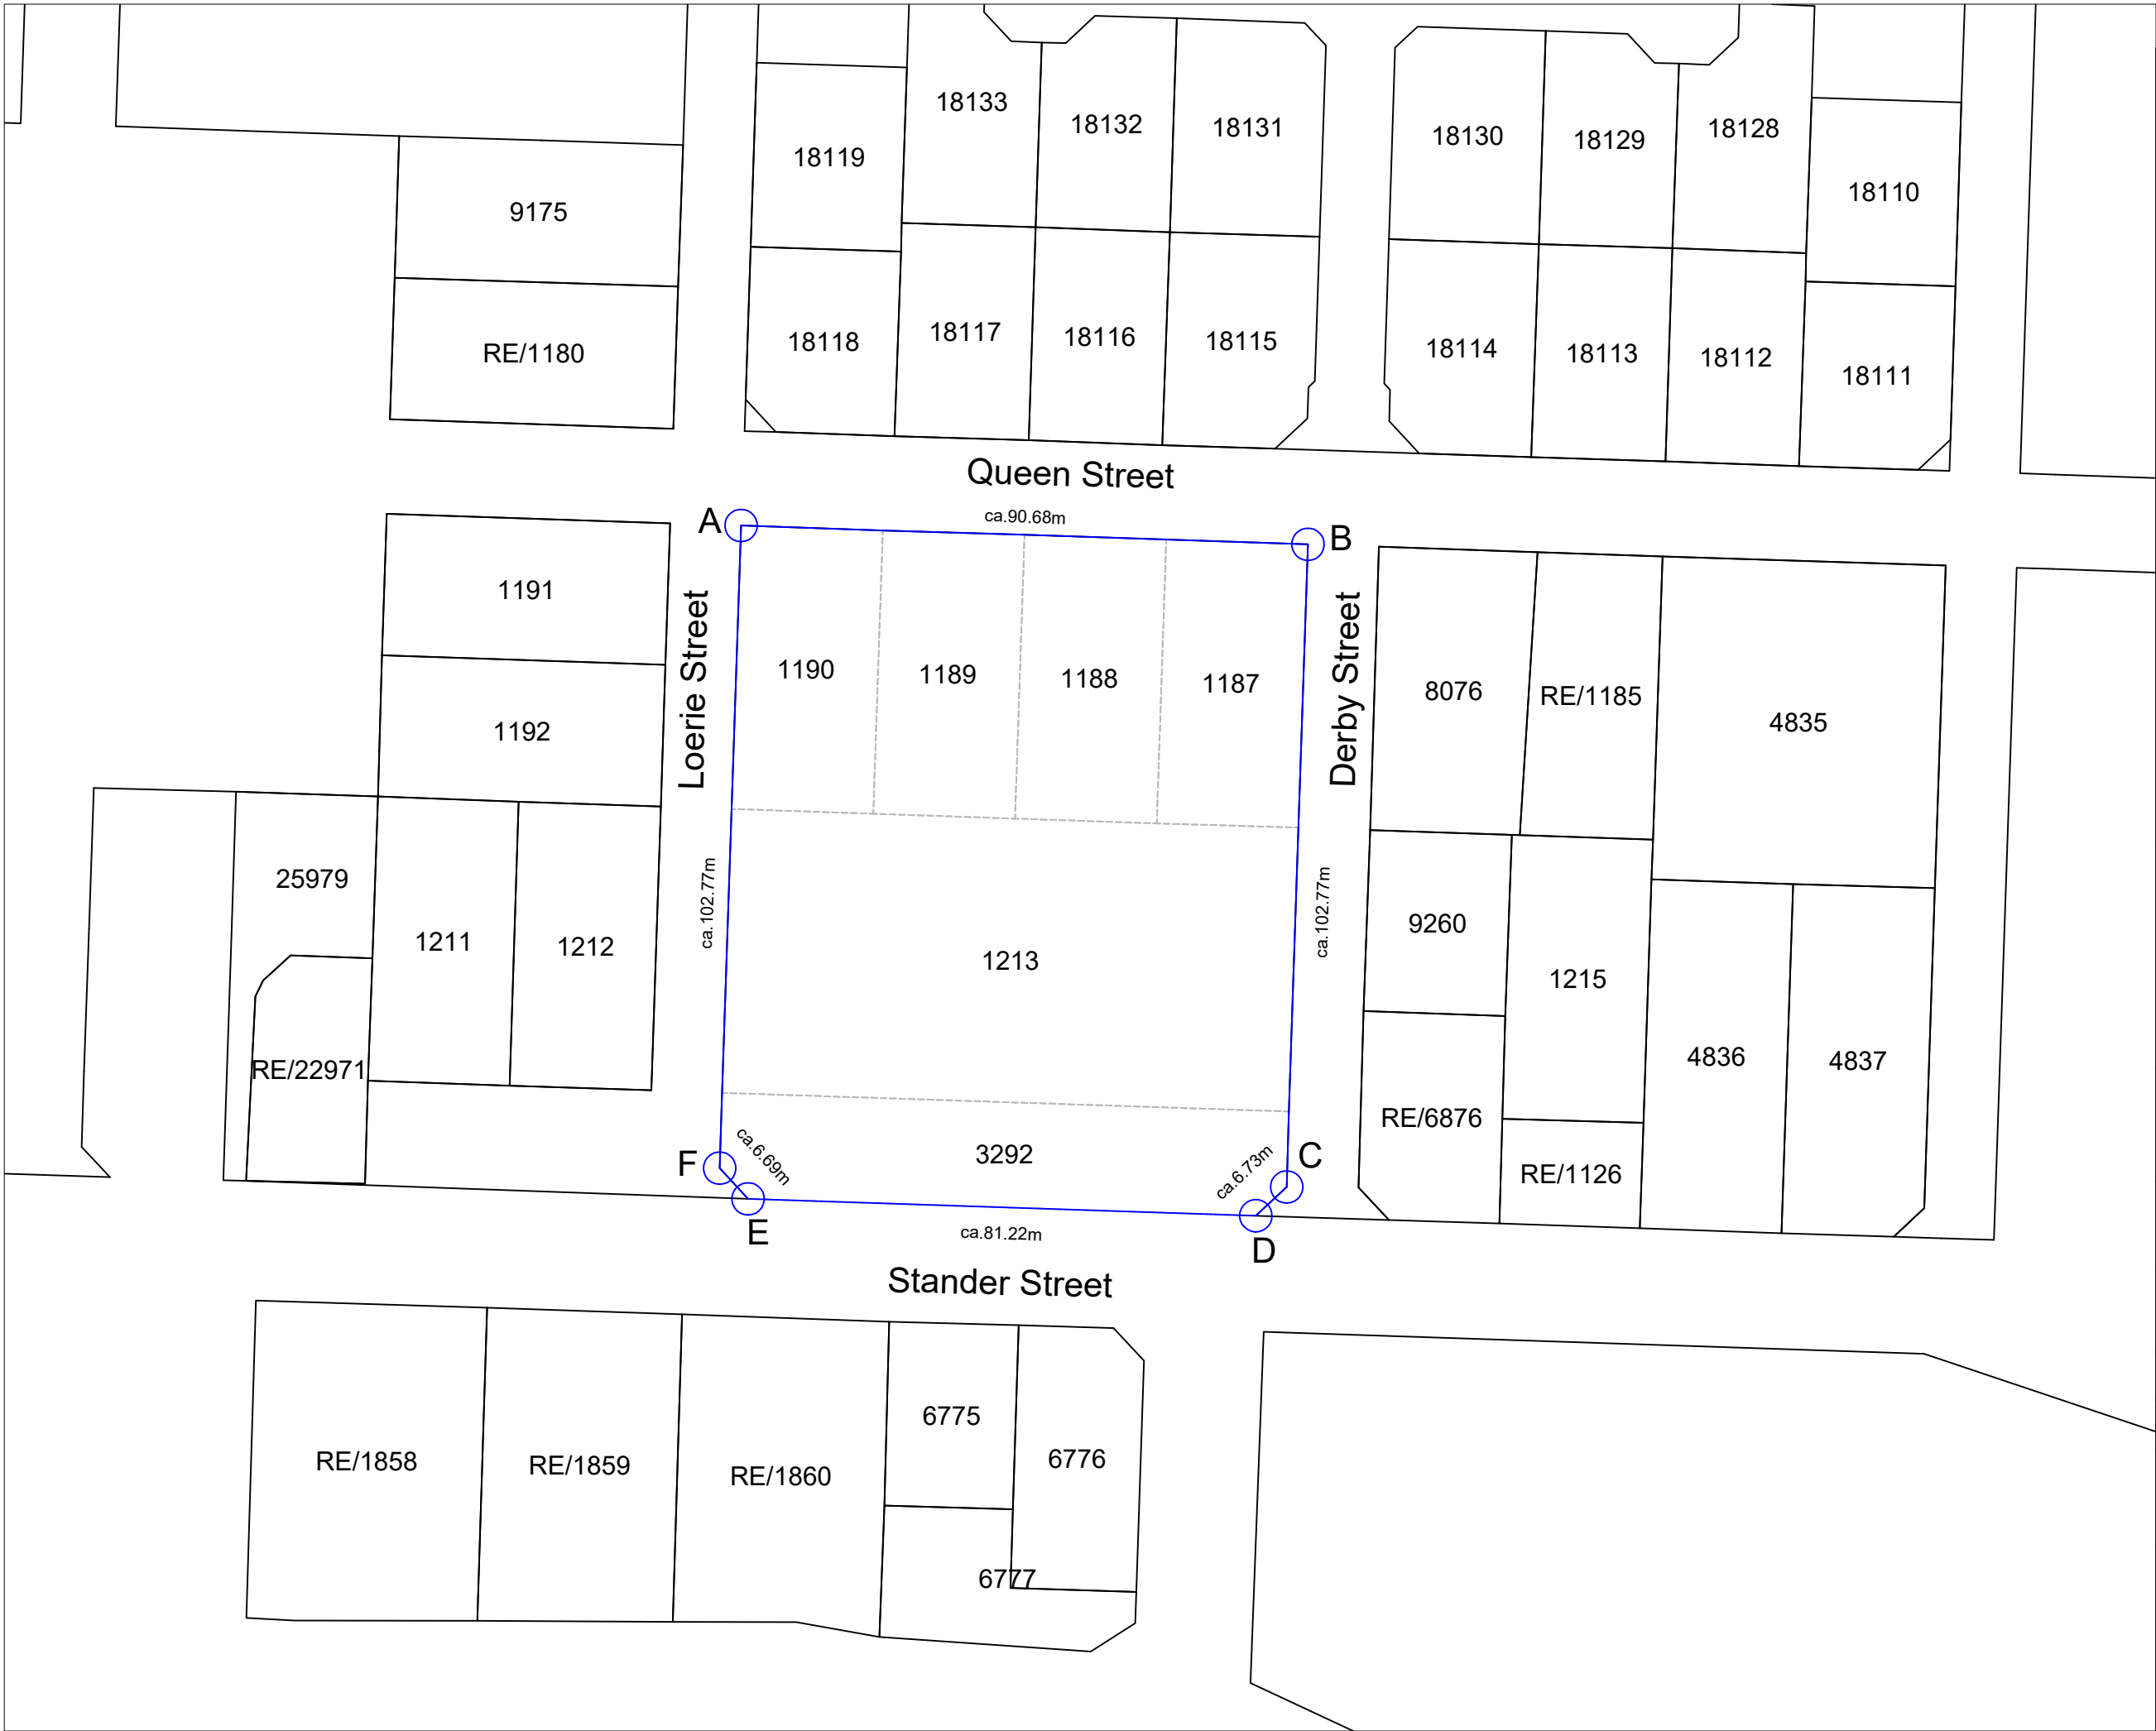 18133
18132
18131
18130
18129
18128
18119
18110
9175
18118
18117
18116
18115
18114
18113
18112
18111
RE/1180
Queen Street
A
ca.90.68m
B
1191
1192
Loerie Street
1190
1189
1188
1187
Derby Street
8076
RE/1185
4835
25979
1211
1212
ca.102.77m
1213
ca.102.77m
9260
1215
RE/22971
4836
4837
RE/6876
RE/1126
F
ca.6.69m
3292
ca.6.73m
C
E
ca.81.22m
D
Stander Street
RE/1858
RE/1859
RE/1860
6775
6776
6777